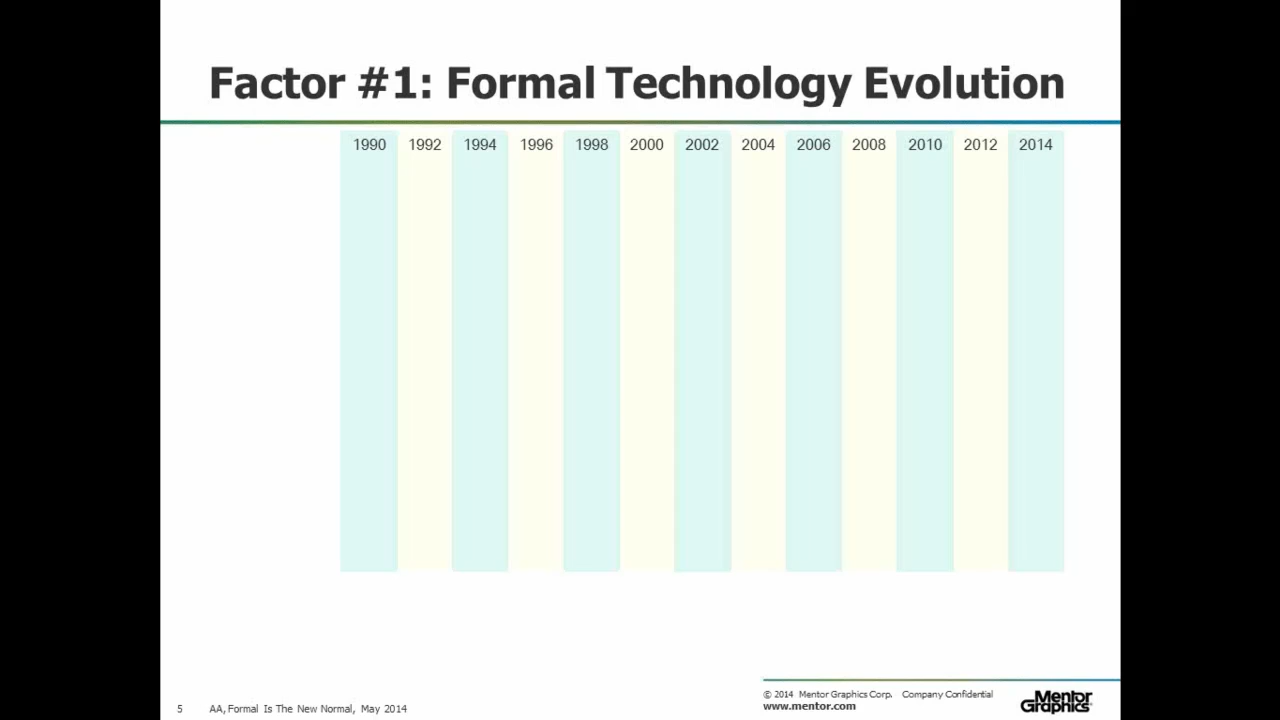 Factor #1: Formal Technology Evolution
1990 1992 1994 1996 1998 2000 2002 2004 2006 2008 2010 2012 2014
© 2014 Mentor Graphics Corp. Company Confidential
www.mentor.com
Mentor
Graphics
5 AA, Formal Is The New Normal, May 2014